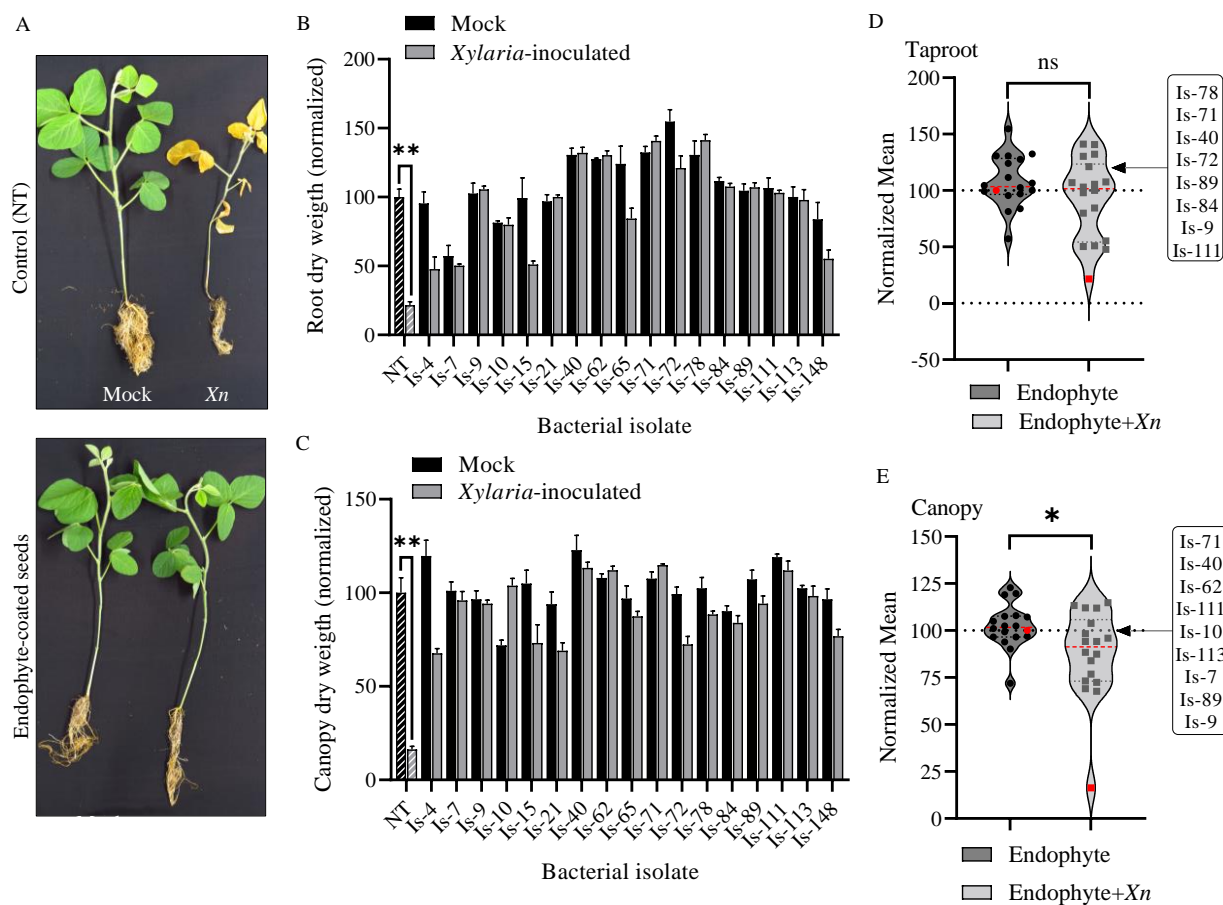 A
Control (NT)
Mock
Xn
Endophyte-coated seeds
B
Mock
Xylaria-inoculated
Root dry weigth (normalized)
200
150
100
50
0
**
NT
Is-4
Is-7
Is-9
Is-10
Is-15
Is-21
Is-40
Is-62
Is-65
Is-71
Is-72
Is-78
Is-84
Is-89
Is-111
Is-113
Is-148
Bacterial isolate
C
Mock
Xylaria-inoculated
Canopy dry weigth (normalized)
150
100
50
0
**
NT
Is-4
Is-7
Is-9
Is-10
Is-15
Is-21
Is-40
Is-62
Is-65
Is-71
Is-72
Is-78
Is-84
Is-89
Is-111
Is-113
Is-148
Bacterial isolate
D
Taproot
Normalized Mean
200
150
100
50
0
-50
ns
Is-78
Is-71
Is-40
Is-72
Is-89
Is-84
Is-9
Is-111
Endophyte
Endophyte+Xn
E
Canopy
Normalized Mean
150
125
100
75
50
25
0
*
Is-71
Is-40
Is-62
Is-111
Is-10
Is-113
Is-7
Is-89
Is-9
Endophyte
Endophyte+Xn